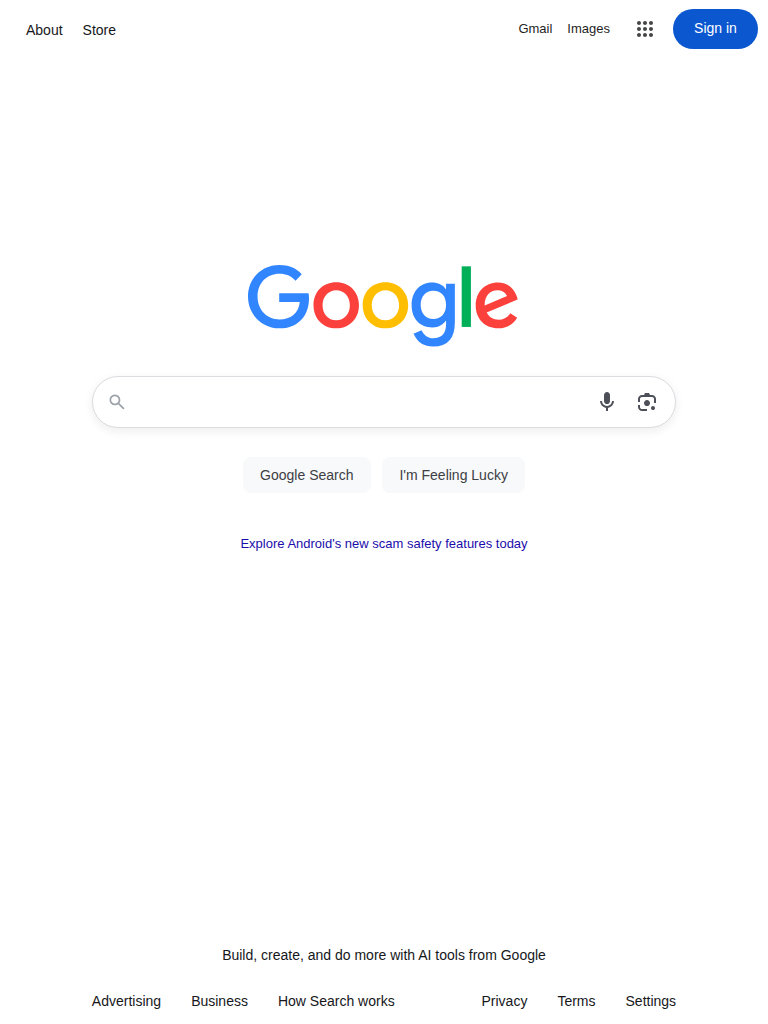 About Store Gmail Images Sign in
Google
Google Search I'm Feeling Lucky
Explore Android's new scam safety features today
Build, create, and do more with AI tools from Google
Advertising Business How Search works Privacy Terms Settings